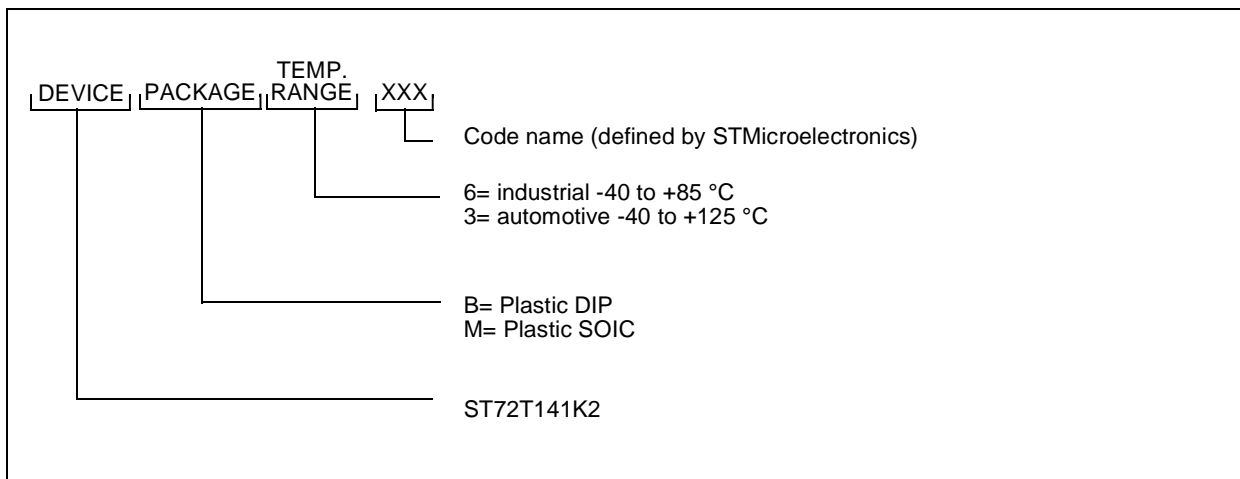 TEMP.
DEVICE PACKAGE RANGE XXX
Code name (defined by STMicroelectronics)
6= industrial -40 to +85 °C
3= automotive -40 to +125 °C
B= Plastic DIP
M= Plastic SOIC
ST72T141K2